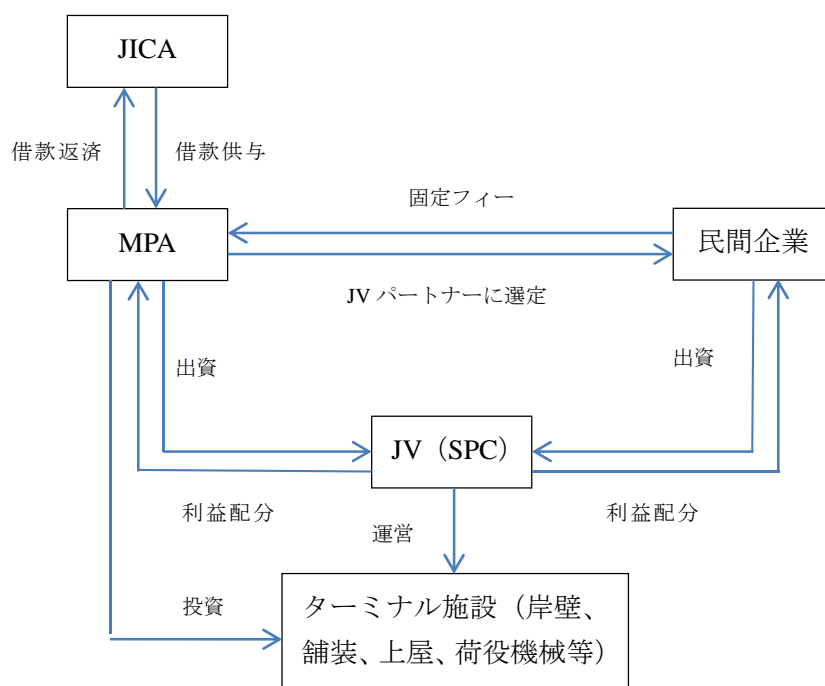 JICA
借款返済
借款供与
固定フィー
MPA
民間企業
JV パートナーに選定
出資
出資
JV（SPC）
利益配分
利益配分
運営
投資
ターミナル施設（岸壁、
舗装、上屋、荷役機械等）